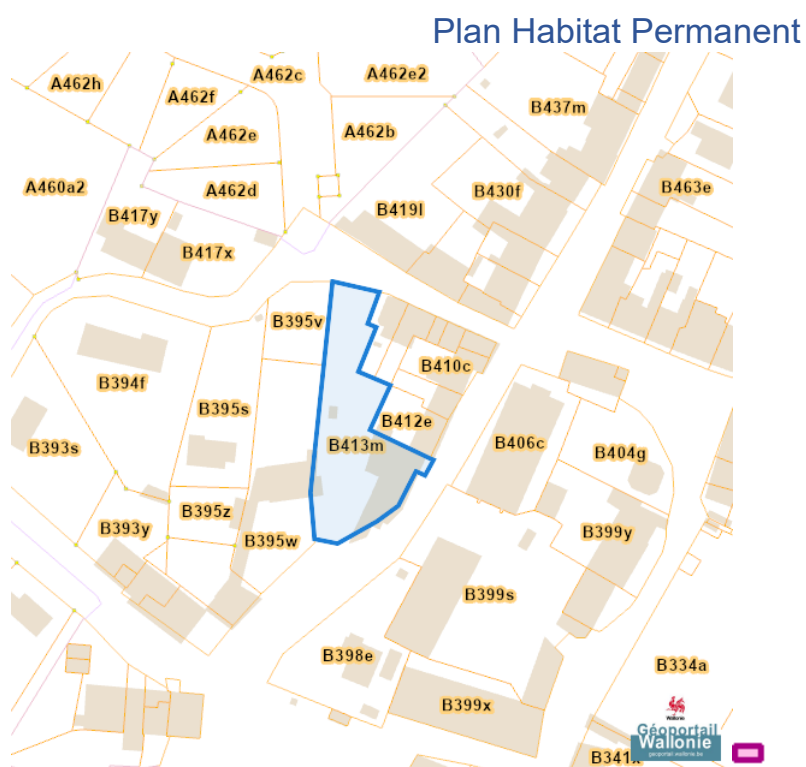 Plan Habitat Permanent
A462h
A462c
A462e2
A462f
B437m
A462e
A462b
A460a2
A462d
B430f
B463e
B417y
B419l
B417x
B395v
B410c
B394f
B395s
B412e
B393s
B413m
B406c
B404g
B395z
B393y
B395w
B399y
B399s
B398e
B334a
B399x
Wallonie
Géoportail
Wallonie
geoportail.wallonie.be